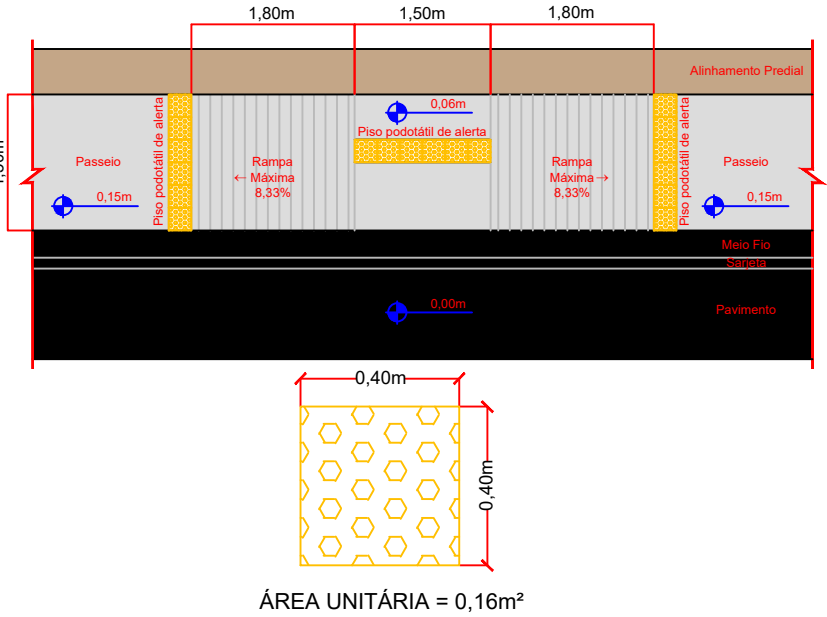 1,80m
1,50m
1,80m
Alinhamento Predial
0,06m
Piso podotátil de alerta
Piso podotátil de alerta
Piso podotátil de alerta
Passeio
Rampa
← Máxima
8,33%
Rampa
Máxima →
8,33%
Passeio
0,15m
0,15m
Meio Fio
Sarjeta
0,00m
Pavimento
0,40m
0,40m
ÁREA UNITÁRIA = 0,16m²